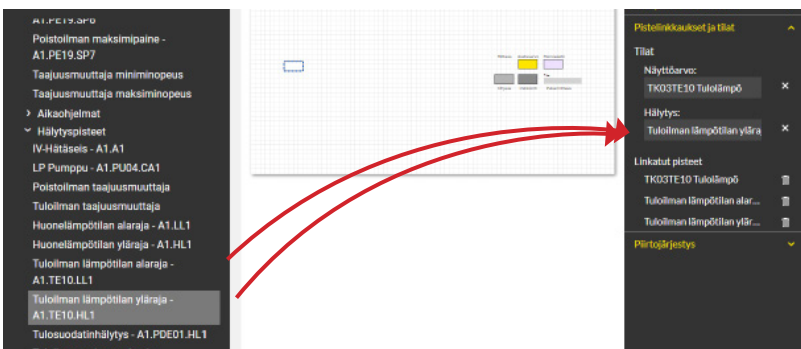 A1.PE19.SP6
Poistoilman maksimipaine -
A1.PE19.SP7
Taajuusmuuttaja miniminopeus
Taajuusmuuttaja maksiminopeus
Aikaohjelmat
Hälytyspisteet
IV-Hätäseis - A1.A1
LP Pumppu - A1.PU04.CA1
Poistoilman taajuusmuuttaja
Tuloilman taajuusmuuttaja
Huonelämpötilan alaraja - A1.LL1
Huonelämpötilan yläraja - A1.HL1
Tuloilman lämpötilan alaraja -
A1.TE10.LL1
Tuloilman lämpötilan yläraja -
A1.TE10.HL1
Tulosuodatinhälytys - A1.PDE01.HL1
Pistelinkkaukset ja tilat
Tilat
Näyttöarvo:
TK03TE10 Tulolämpö
Hälytys:
Tuloilman lämpötilan ylära
Linkatut pisteet
TK03TE10 Tulolämpö
Tuloilman lämpötilan alar...
Tuloilman lämpötilan ylär...
Piirtojärjestys